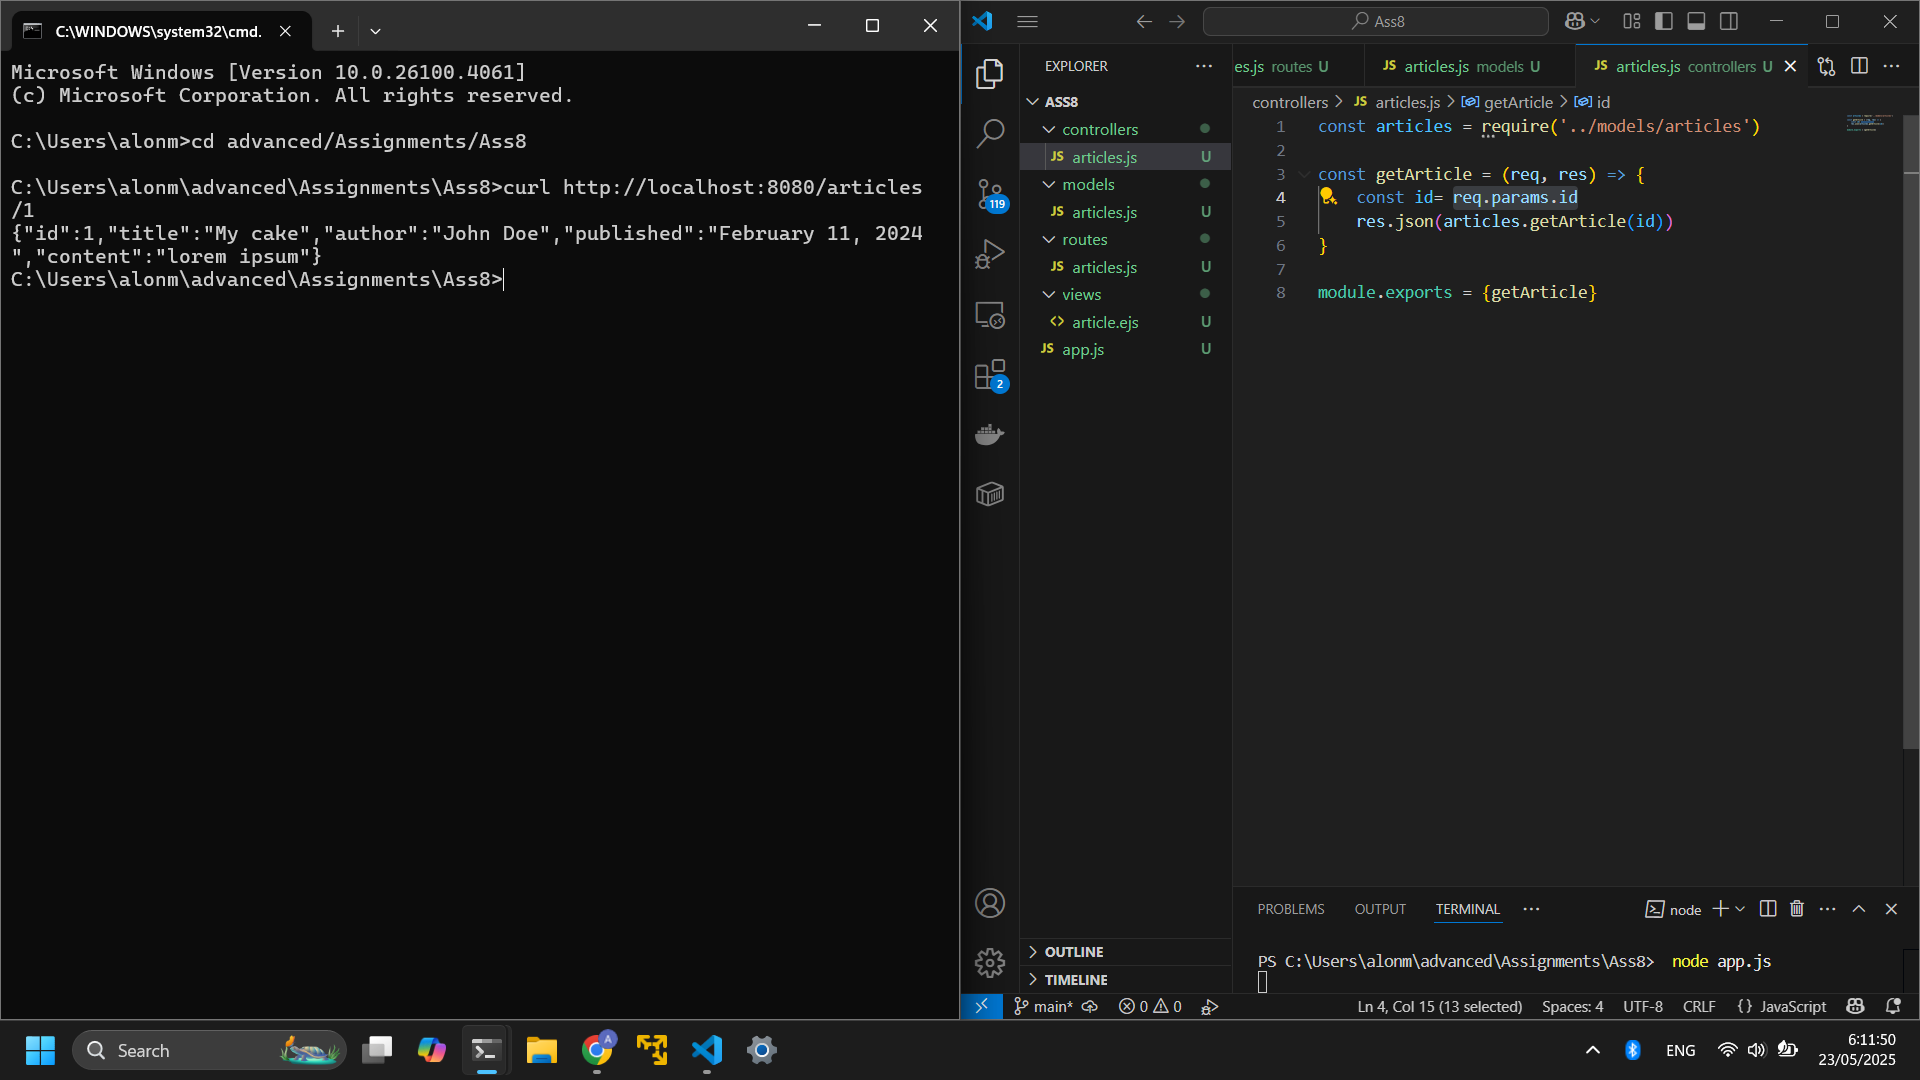 C:\WINDOWS\system32\cmd.
Microsoft Windows [Version 10.0.26100.4061]
(c) Microsoft Corporation. All rights reserved.
C:\Users\alonm>cd advanced/Assignments/Ass8
C:\Users\alonm\advanced\Assignments\Ass8>curl http://localhost:8080/articles
/1
{"id":1,"title":"My cake","author":"John Doe","published":"February 11, 2024
","content":"lorem ipsum"}
C:\Users\alonm\advanced\Assignments\Ass8>
Ass8
EXPLORER
ASS8
controllers
JS articles.js U
models
JS articles.js U
routes
JS articles.js U
views
<> article.ejs U
JS app.js U
OUTLINE
TIMELINE
119
2
es.js routes U
JS articles.js models U
JS articles.js controllers U
controllers > JS articles.js > getArticle > id
1 const articles = require('../models/articles')
2
3 const getArticle = (req, res) => {
4 const id= req.params.id
5 res.json(articles.getArticle(id))
6 }
7
8 module.exports = {getArticle}
PROBLEMS OUTPUT TERMINAL
node
PS C:\Users\alonm\advanced\Assignments\Ass8> node app.js
main* 0 0 Ln 4, Col 15 (13 selected) Spaces: 4 UTF-8 CRLF {} JavaScript
Search
A
ENG
6:11:50
23/05/2025